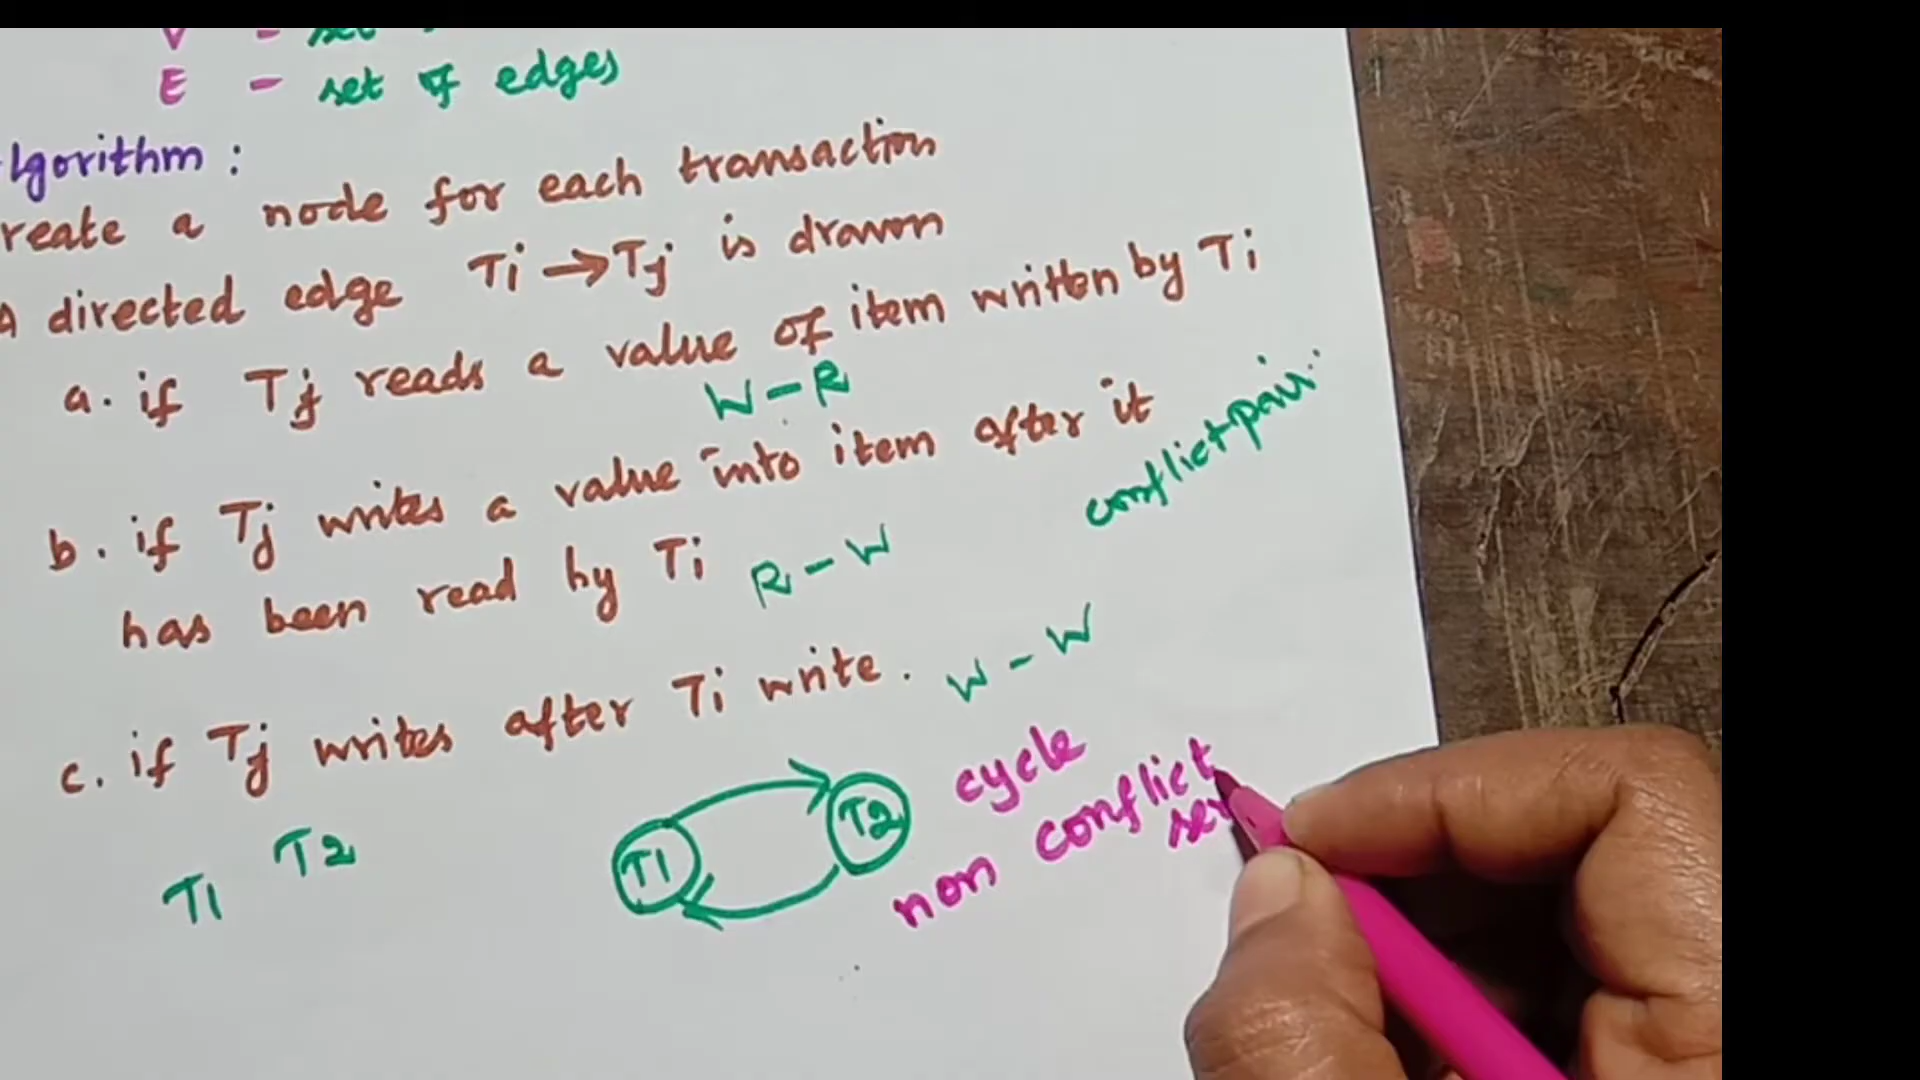 E - set of edges
lgorithm :
reate a node for each transaction
A directed edge Ti → Tj is drawn
a. if Tj reads a value of item written by Ti
W - R
conflict pair.
b. if Tj writes a value into item after it
has been read by Ti R - W
c. if Tj writes after Ti write. W - W
T1 T2
T1 T2
cycle
non conflict
ser